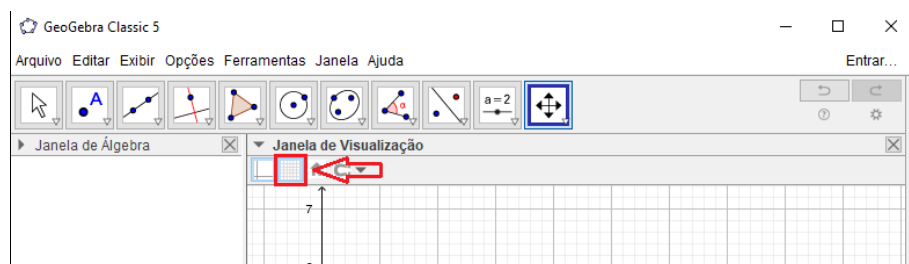 GeoGebra Classic 5
Arquivo Editar Exibir Opções Ferramentas Janela Ajuda Entrar...
A α a=2
Janela de Álgebra Janela de Visualização
7